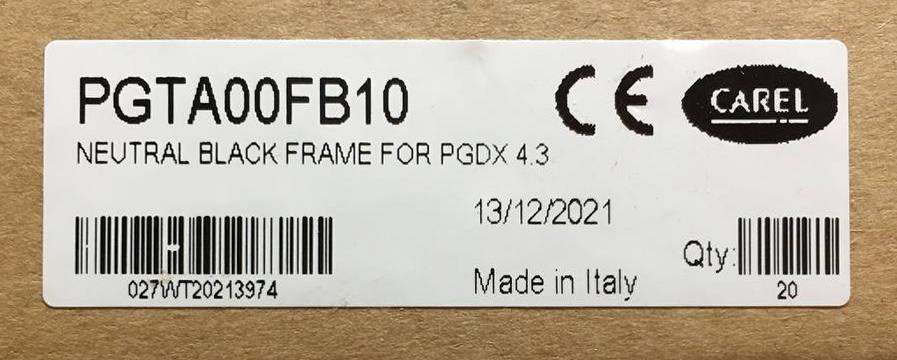 PGTA00FB10
CE
CAREL
NEUTRAL BLACK FRAME FOR PGDX 4.3
13/12/2021
027WT20213974
Made in Italy
Qty:
20